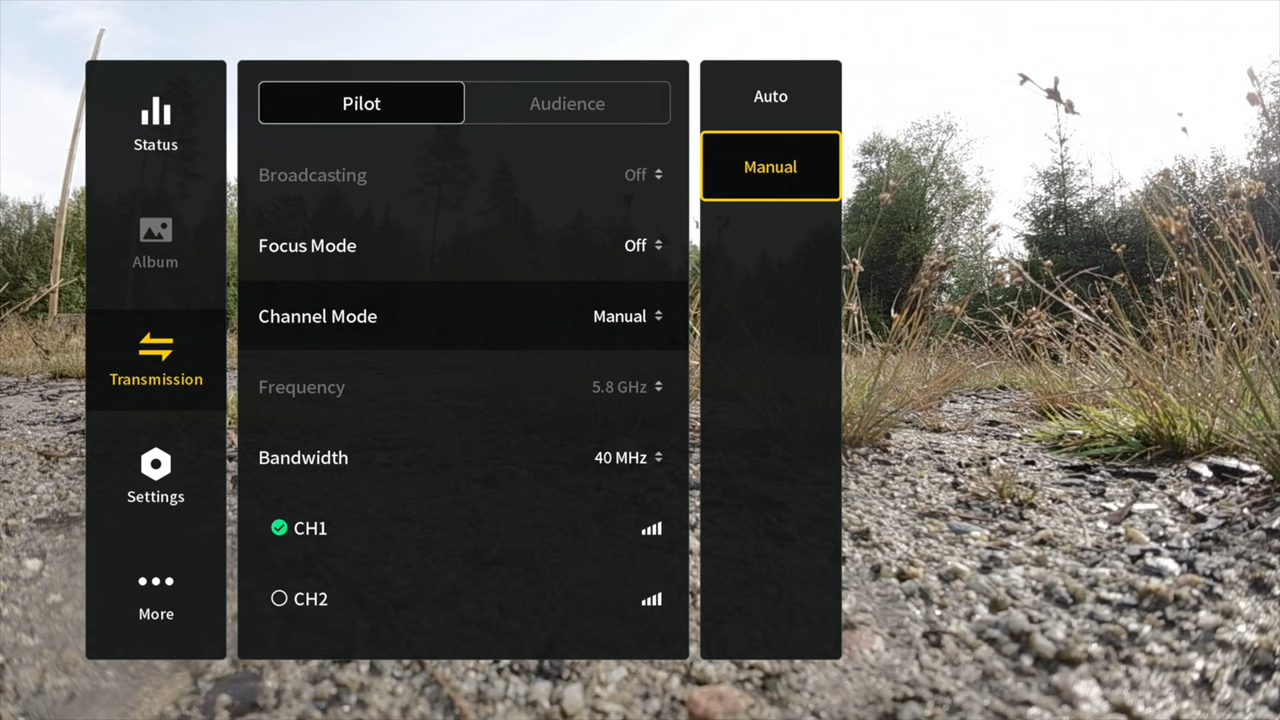 Status
Album
Transmission
Settings
More
Pilot
Audience
Broadcasting Off
Focus Mode Off
Channel Mode Manual
Frequency 5.8 GHz
Bandwidth 40 MHz
CH1
CH2
Auto
Manual